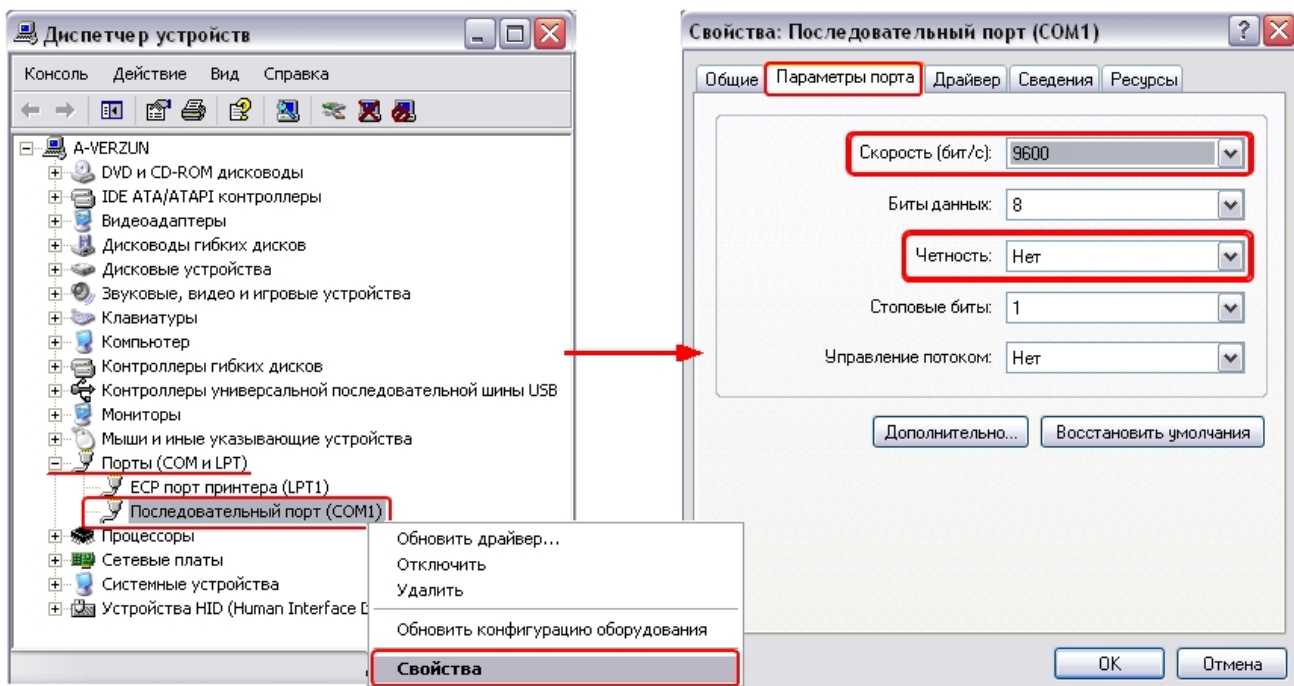 Диспетчер устройств
Консоль Действие Вид Справка
A-VERZUN
DVD и CD-ROM дисководы
IDE ATA/ATAPI контроллеры
Видеоадаптеры
Дисководы гибких дисков
Дисковые устройства
Звуковые, видео и игровые устройства
Клавиатуры
Компьютер
Контроллеры гибких дисков
Контроллеры универсальной последовательной шины USB
Мониторы
Мыши и иные указывающие устройства
Порты (COM и LPT)
ECP порт принтера (LPT1)
Последовательный порт (COM1)
Процессоры
Сетевые платы
Системные устройства
Устройства HID (Human Interface D
Обновить драйвер...
Отключить
Удалить
Обновить конфигурацию оборудования
Свойства
Свойства: Последовательный порт (COM1)
Общие Параметры порта Драйвер Сведения Ресурсы
Скорость (бит/с): 9600
Биты данных: 8
Четность: Нет
Стоповые биты: 1
Управление потоком: Нет
Дополнительно... Восстановить умолчания
OK Отмена